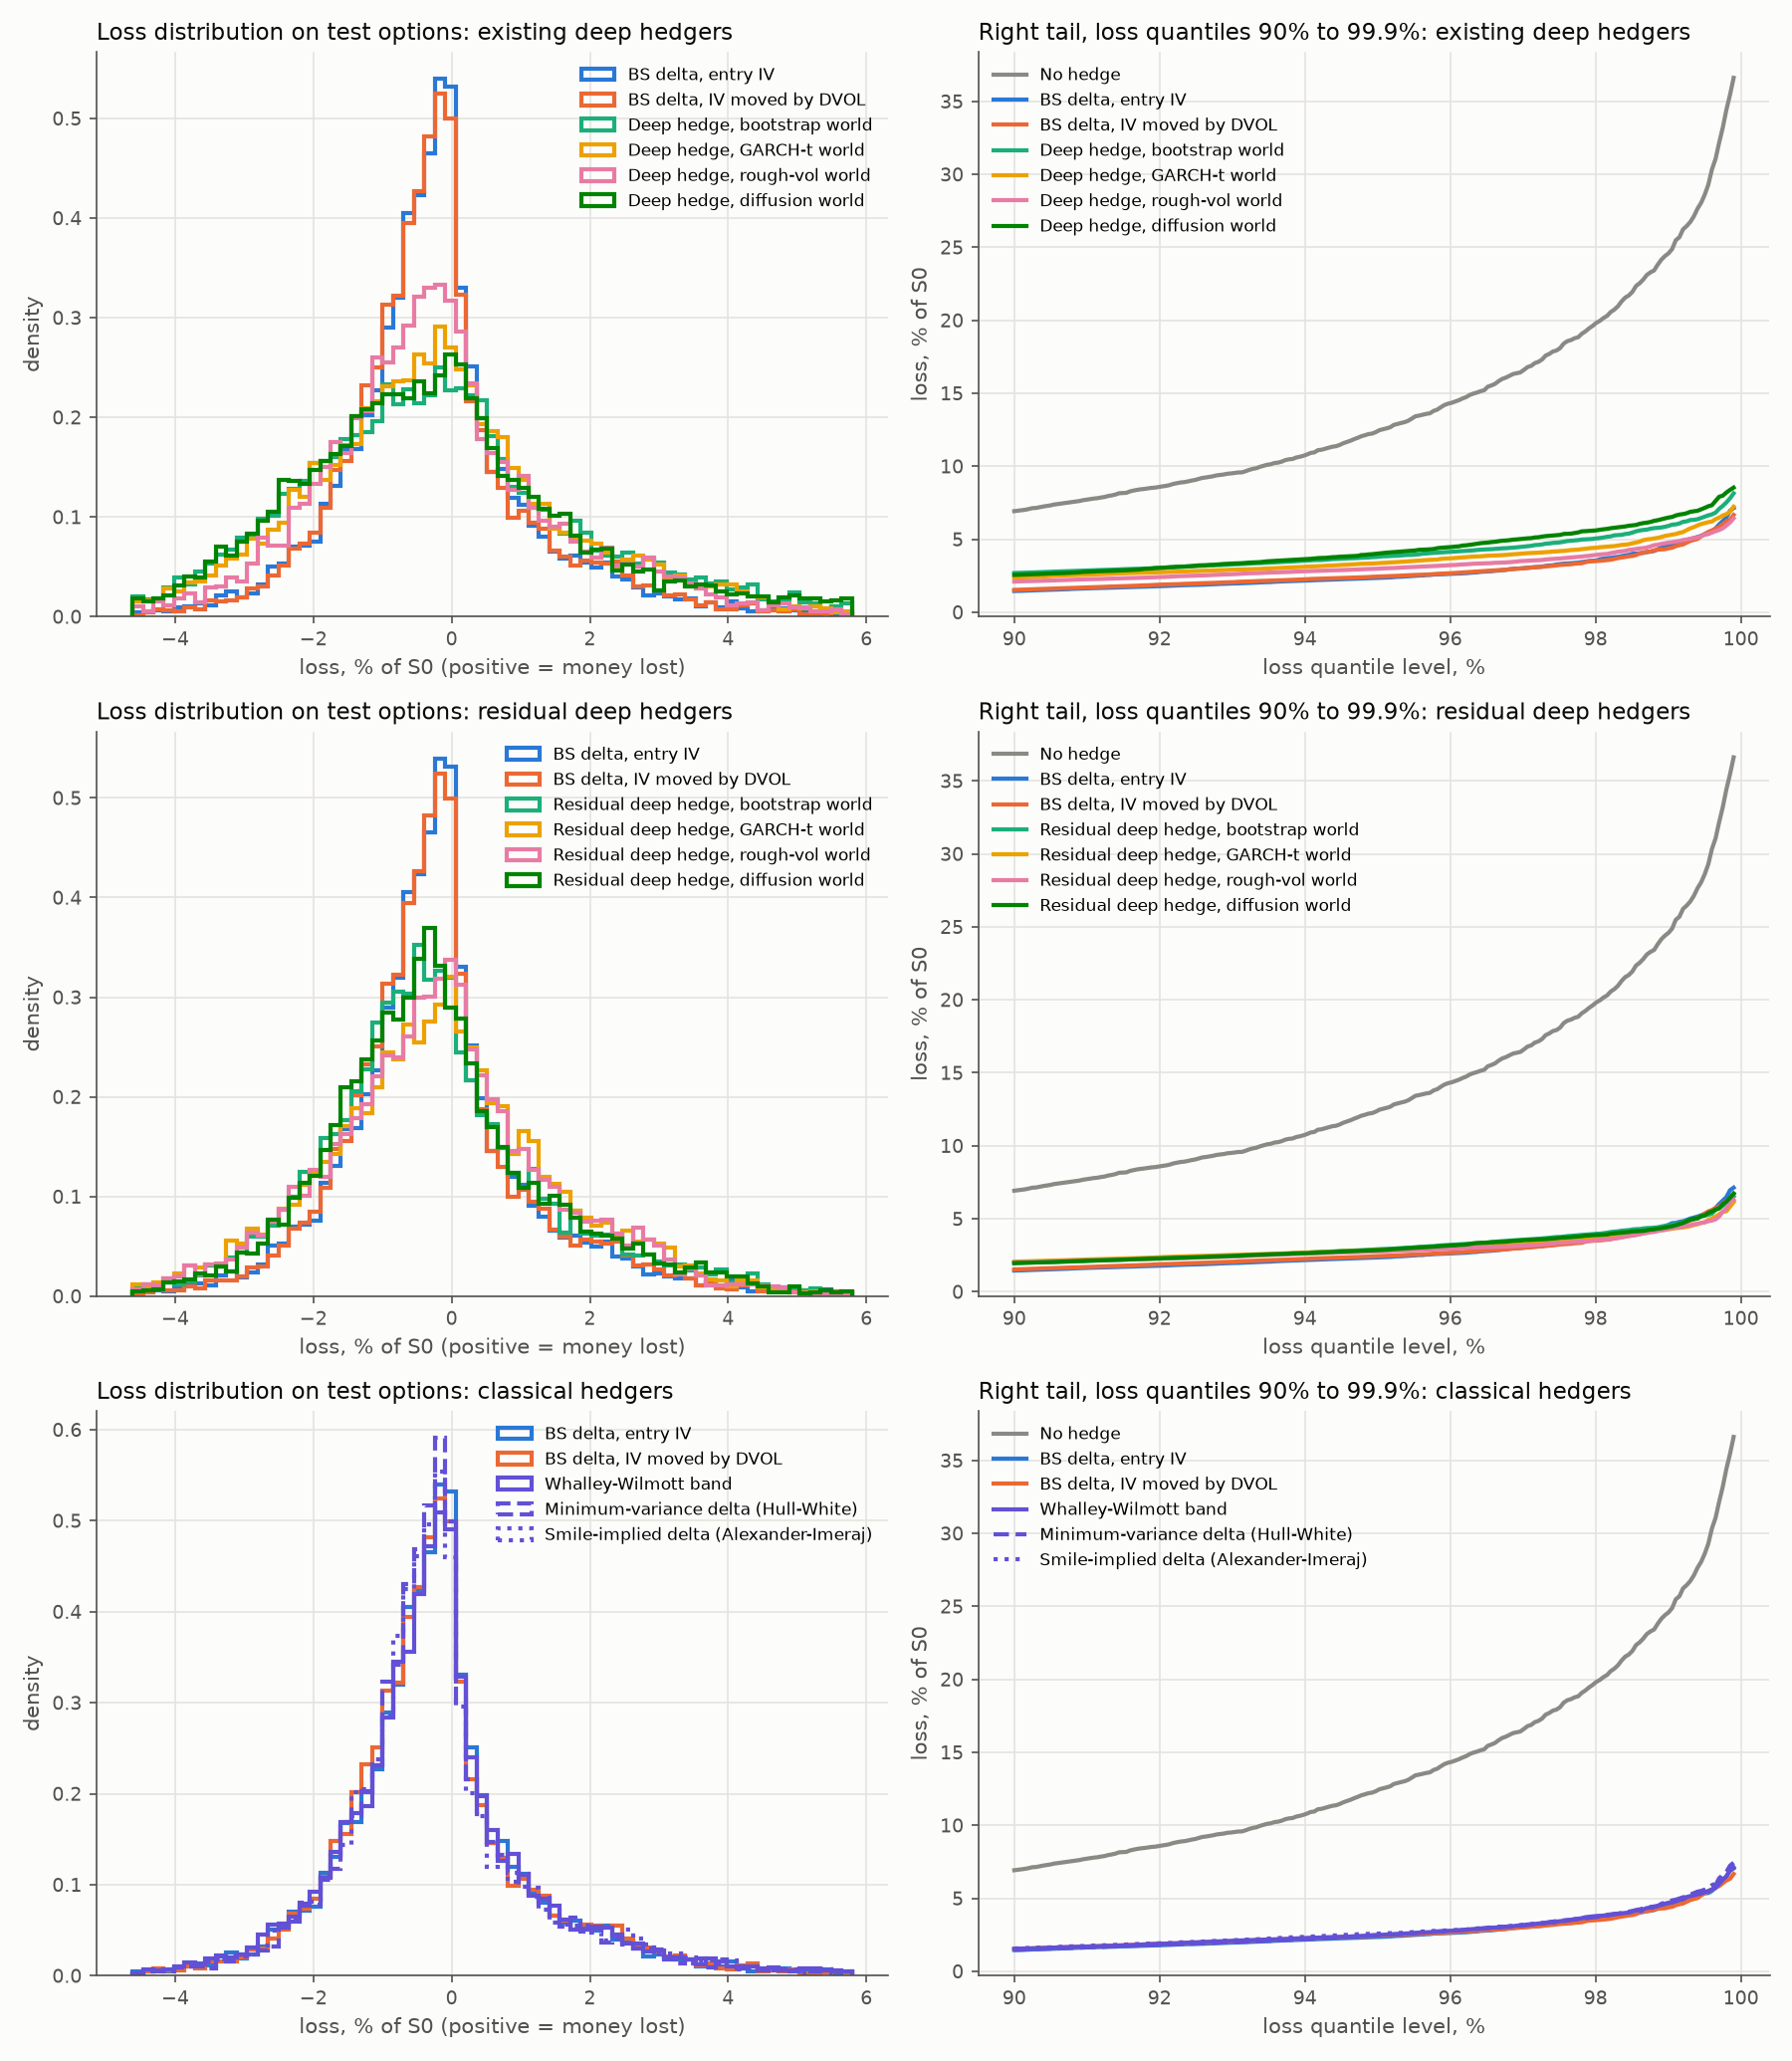 Loss distribution on test options: existing deep hedgers
BS delta, entry IV
BS delta, IV moved by DVOL
Deep hedge, bootstrap world
Deep hedge, GARCH-t world
Deep hedge, rough-vol world
Deep hedge, diffusion world
density
0.5
0.4
0.3
0.2
0.1
0.0
−4 −2 0 2 4 6
loss, % of S0 (positive = money lost)
Right tail, loss quantiles 90% to 99.9%: existing deep hedgers
No hedge
BS delta, entry IV
BS delta, IV moved by DVOL
Deep hedge, bootstrap world
Deep hedge, GARCH-t world
Deep hedge, rough-vol world
Deep hedge, diffusion world
loss, % of S0
35
30
25
20
15
10
5
0
90 92 94 96 98 100
loss quantile level, %
Loss distribution on test options: residual deep hedgers
BS delta, entry IV
BS delta, IV moved by DVOL
Residual deep hedge, bootstrap world
Residual deep hedge, GARCH-t world
Residual deep hedge, rough-vol world
Residual deep hedge, diffusion world
density
0.5
0.4
0.3
0.2
0.1
0.0
−4 −2 0 2 4 6
loss, % of S0 (positive = money lost)
Right tail, loss quantiles 90% to 99.9%: residual deep hedgers
No hedge
BS delta, entry IV
BS delta, IV moved by DVOL
Residual deep hedge, bootstrap world
Residual deep hedge, GARCH-t world
Residual deep hedge, rough-vol world
Residual deep hedge, diffusion world
loss, % of S0
35
30
25
20
15
10
5
0
90 92 94 96 98 100
loss quantile level, %
Loss distribution on test options: classical hedgers
BS delta, entry IV
BS delta, IV moved by DVOL
Whalley-Wilmott band
Minimum-variance delta (Hull-White)
Smile-implied delta (Alexander-Imeraj)
density
0.6
0.5
0.4
0.3
0.2
0.1
0.0
−4 −2 0 2 4 6
loss, % of S0 (positive = money lost)
Right tail, loss quantiles 90% to 99.9%: classical hedgers
No hedge
BS delta, entry IV
BS delta, IV moved by DVOL
Whalley-Wilmott band
Minimum-variance delta (Hull-White)
Smile-implied delta (Alexander-Imeraj)
loss, % of S0
35
30
25
20
15
10
5
0
90 92 94 96 98 100
loss quantile level, %